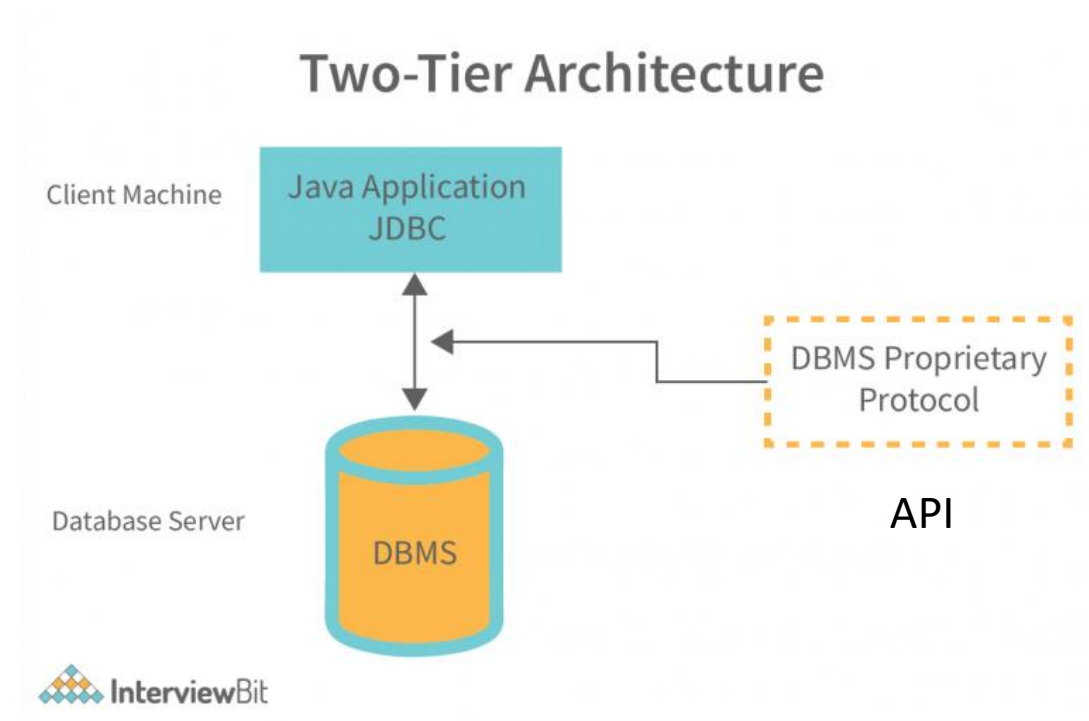 Two-Tier Architecture
Client Machine
Java Application
JDBC
DBMS Proprietary
Protocol
API
Database Server
DBMS
InterviewBit